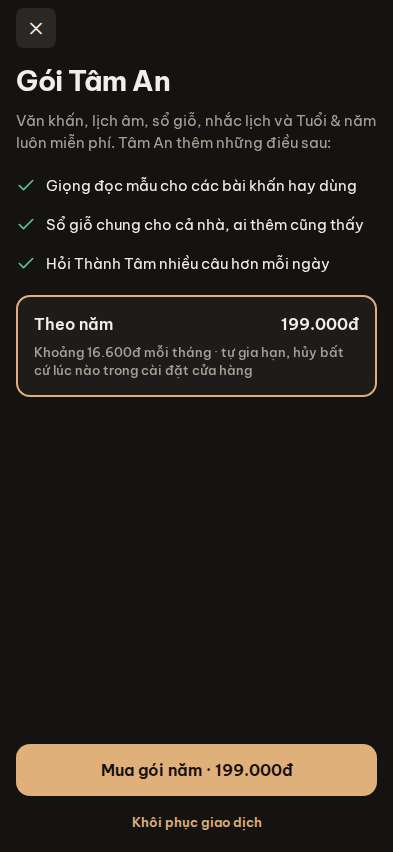 Gói Tâm An
Văn khấn, lịch âm, sổ giỗ, nhắc lịch và Tuổi & năm
luôn miễn phí. Tâm An thêm những điều sau:
Giọng đọc mẫu cho các bài khấn hay dùng
Sổ giỗ chung cho cả nhà, ai thêm cũng thấy
Hỏi Thành Tâm nhiều câu hơn mỗi ngày
Theo năm 199.000đ
Khoảng 16.600đ mỗi tháng · tự gia hạn, hủy bất
cứ lúc nào trong cài đặt cửa hàng
Mua gói năm · 199.000đ
Khôi phục giao dịch